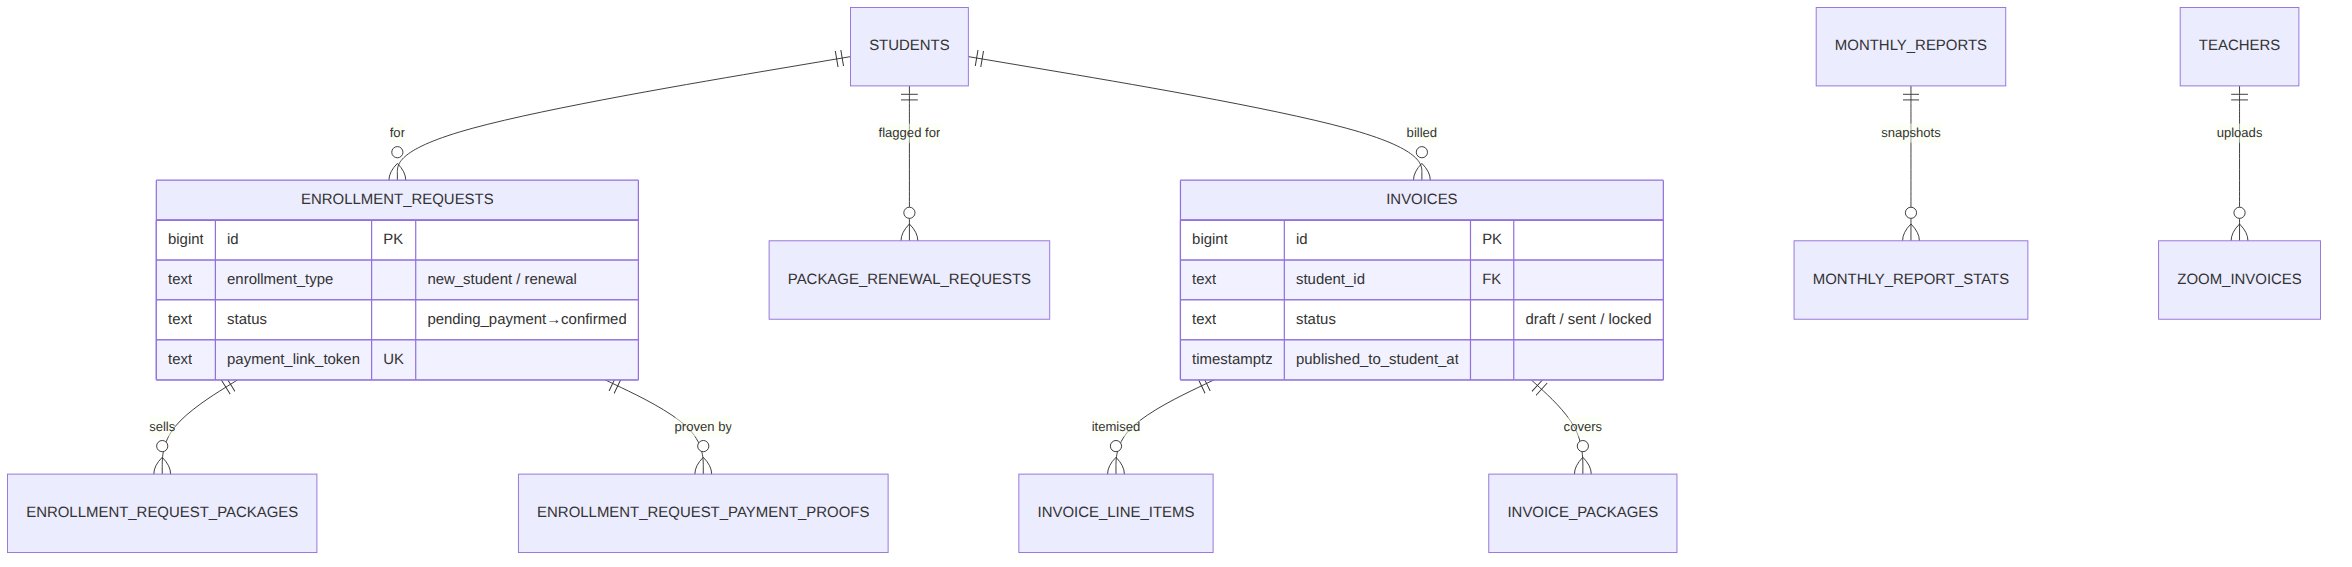 STUDENTS
MONTHLY_REPORTS
TEACHERS
for
flagged for
billed
snapshots
uploads
ENROLLMENT_REQUESTS
bigint id PK
text enrollment_type new_student / renewal
text status pending_payment→confirmed
text payment_link_token UK
PACKAGE_RENEWAL_REQUESTS
INVOICES
bigint id PK
text student_id FK
text status draft / sent / locked
timestamptz published_to_student_at
MONTHLY_REPORT_STATS
ZOOM_INVOICES
sells
proven by
itemised
covers
ENROLLMENT_REQUEST_PACKAGES
ENROLLMENT_REQUEST_PAYMENT_PROOFS
INVOICE_LINE_ITEMS
INVOICE_PACKAGES